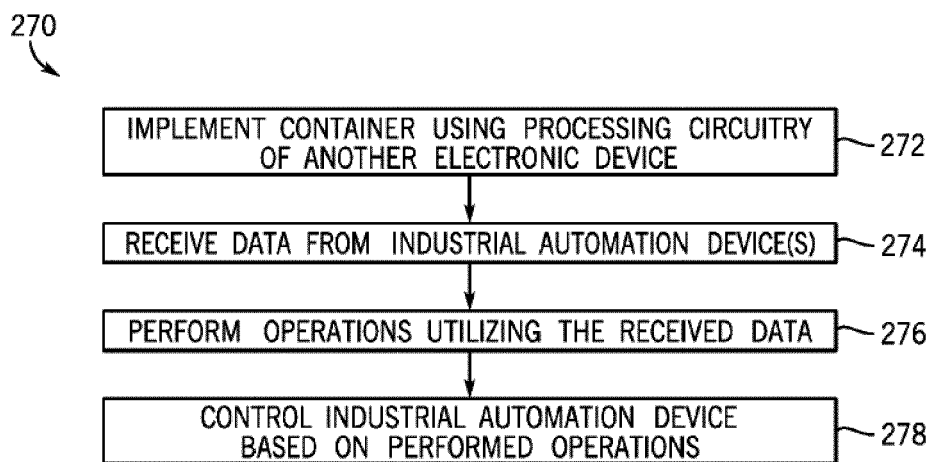 270
IMPLEMENT CONTAINER USING PROCESSING CIRCUITRY
OF ANOTHER ELECTRONIC DEVICE
272
RECEIVE DATA FROM INDUSTRIAL AUTOMATION DEVICE(S)
274
PERFORM OPERATIONS UTILIZING THE RECEIVED DATA
276
CONTROL INDUSTRIAL AUTOMATION DEVICE
BASED ON PERFORMED OPERATIONS
278